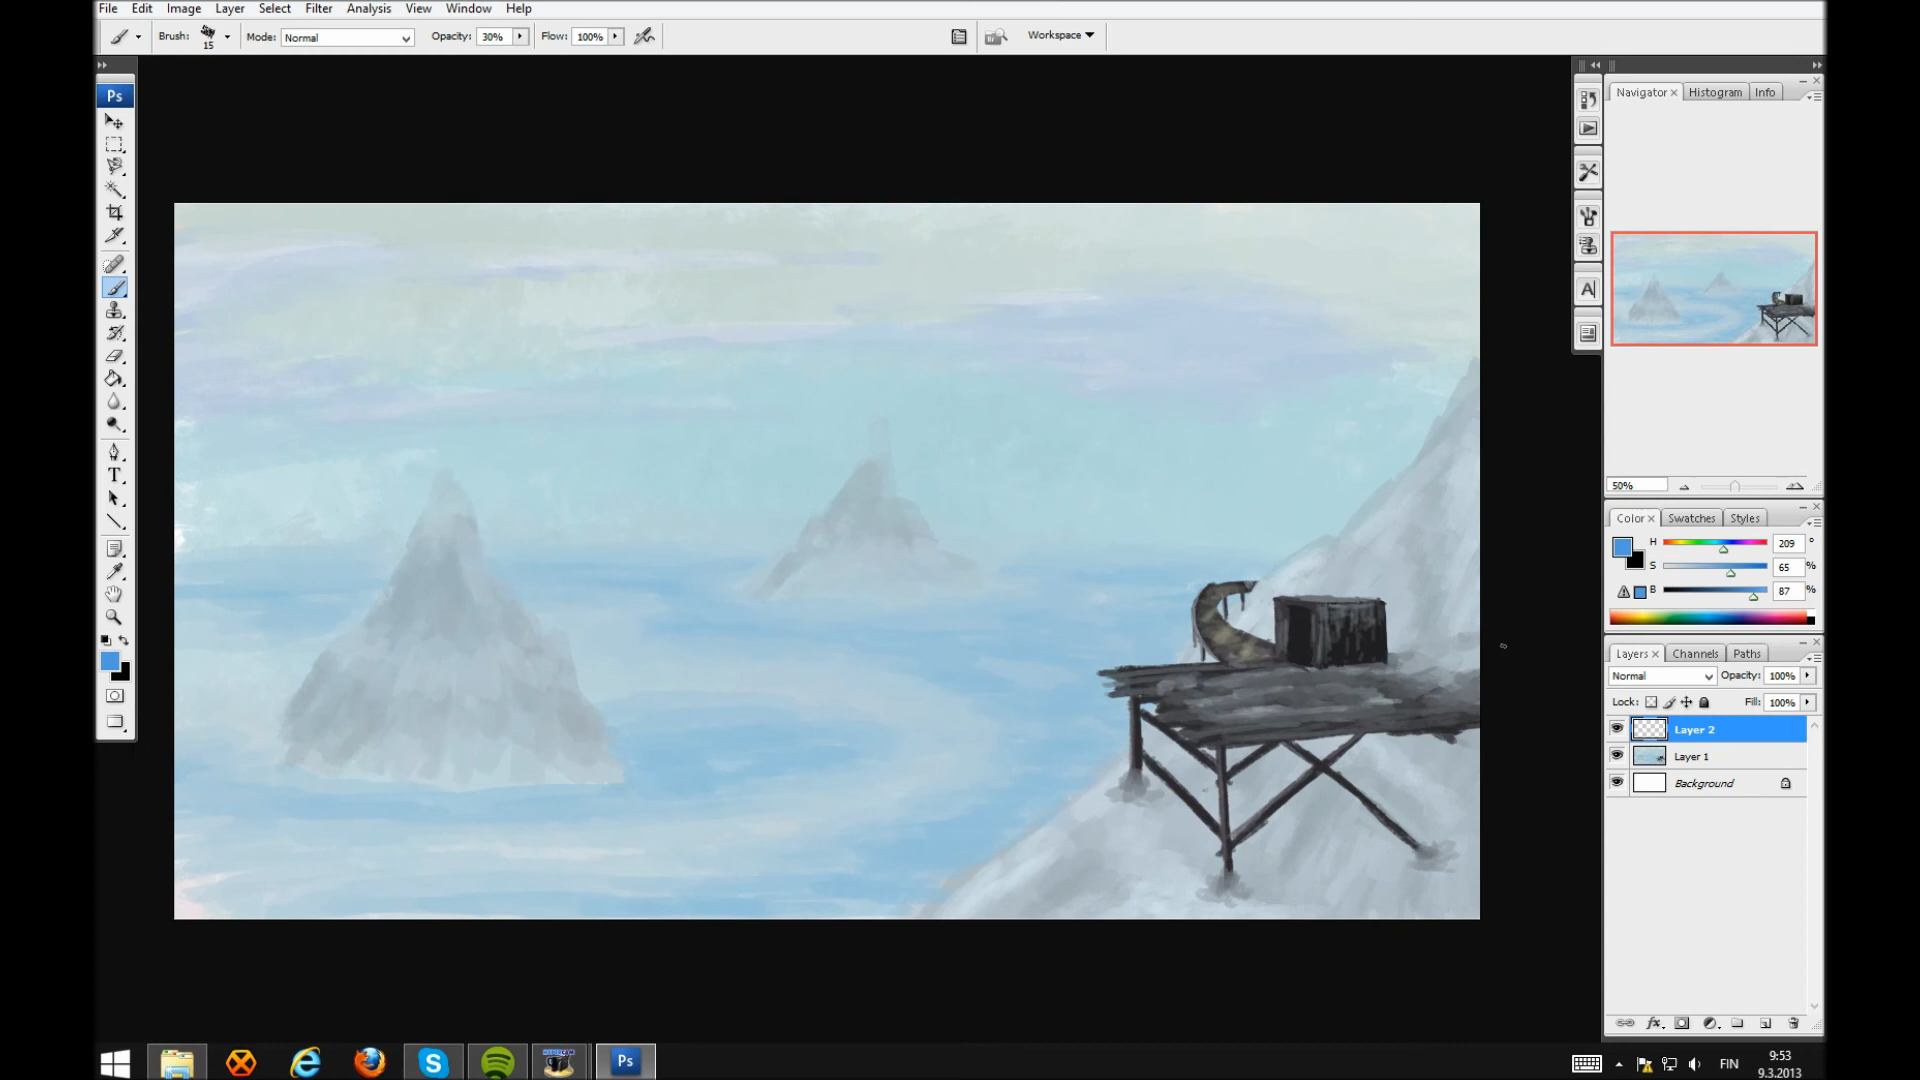 File Edit Image Layer Select Filter Analysis View Window Help
Brush: 15 Mode: Normal Opacity: 30% Flow: 100% Workspace
Ps
Navigator Histogram Info
50%
Color Swatches Styles
H 209 °
S 65 %
B 87 %
Layers Channels Paths
Normal Opacity: 100%
Lock: Fill: 100%
Layer 2
Layer 1
Background
T
A
Ps
FIN
9:53
9.3.2013